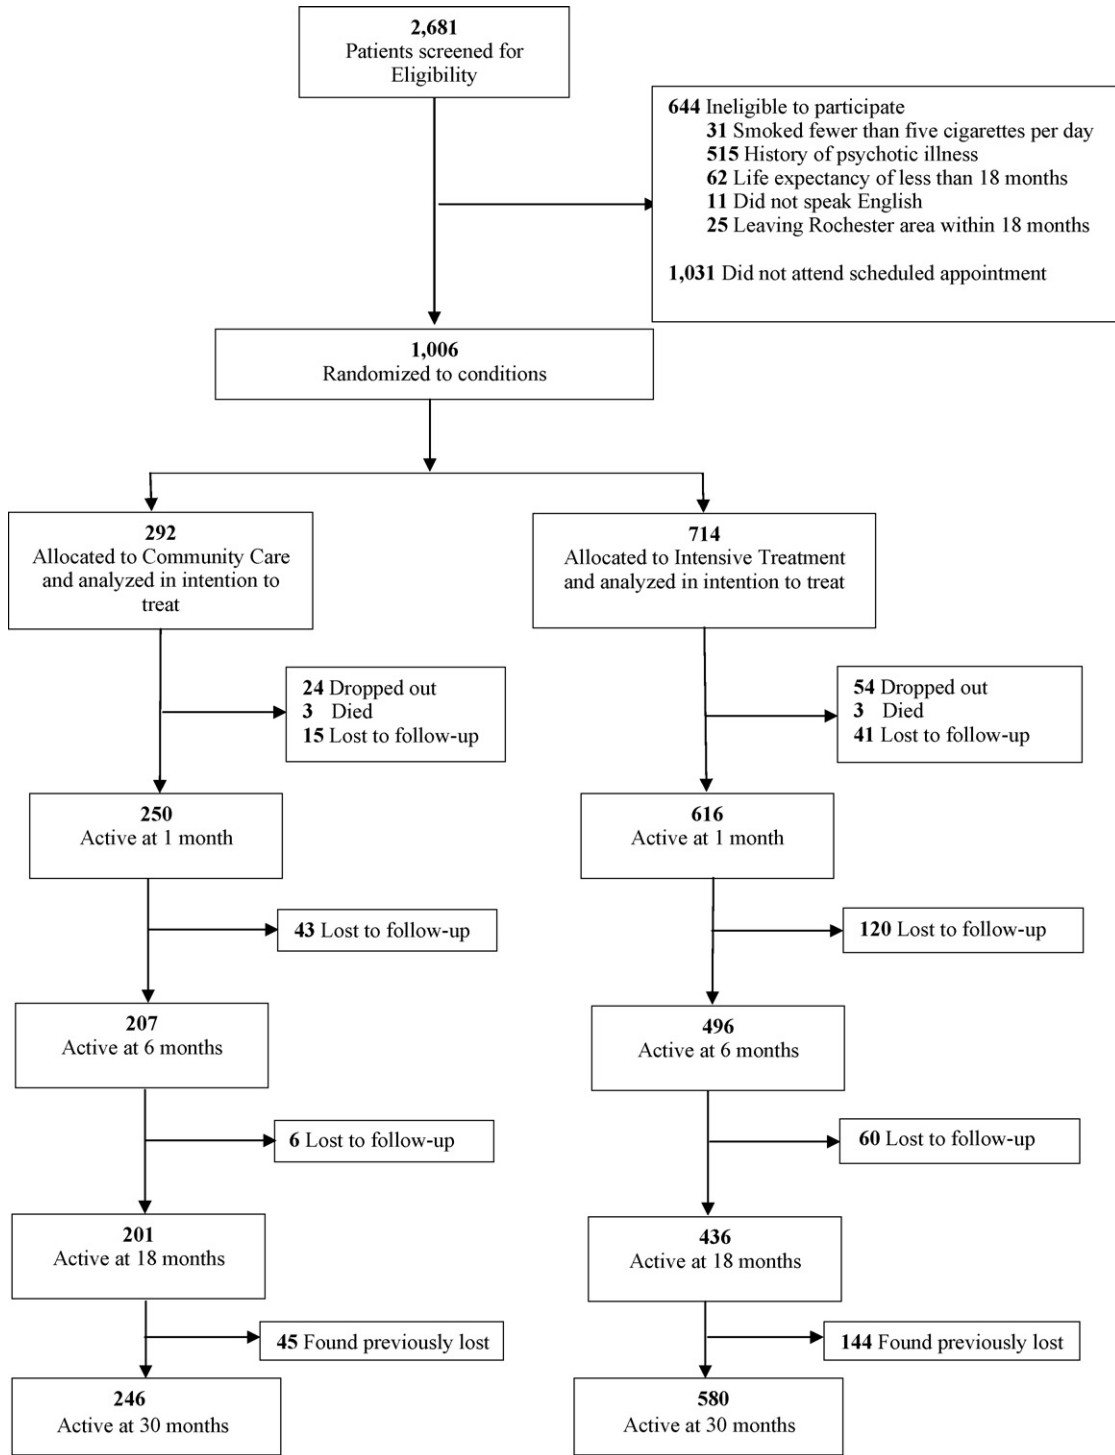 2,681
Patients screened for
Eligibility
644 Ineligible to participate
31 Smoked fewer than five cigarettes per day
515 History of psychotic illness
62 Life expectancy of less than 18 months
11 Did not speak English
25 Leaving Rochester area within 18 months
1,031 Did not attend scheduled appointment
1,006
Randomized to conditions
292
Allocated to Community Care
and analyzed in intention to
treat
714
Allocated to Intensive Treatment
and analyzed in intention to treat
24 Dropped out
3 Died
15 Lost to follow-up
54 Dropped out
3 Died
41 Lost to follow-up
250
Active at 1 month
616
Active at 1 month
43 Lost to follow-up
120 Lost to follow-up
207
Active at 6 months
496
Active at 6 months
6 Lost to follow-up
60 Lost to follow-up
201
Active at 18 months
436
Active at 18 months
45 Found previously lost
144 Found previously lost
246
Active at 30 months
580
Active at 30 months